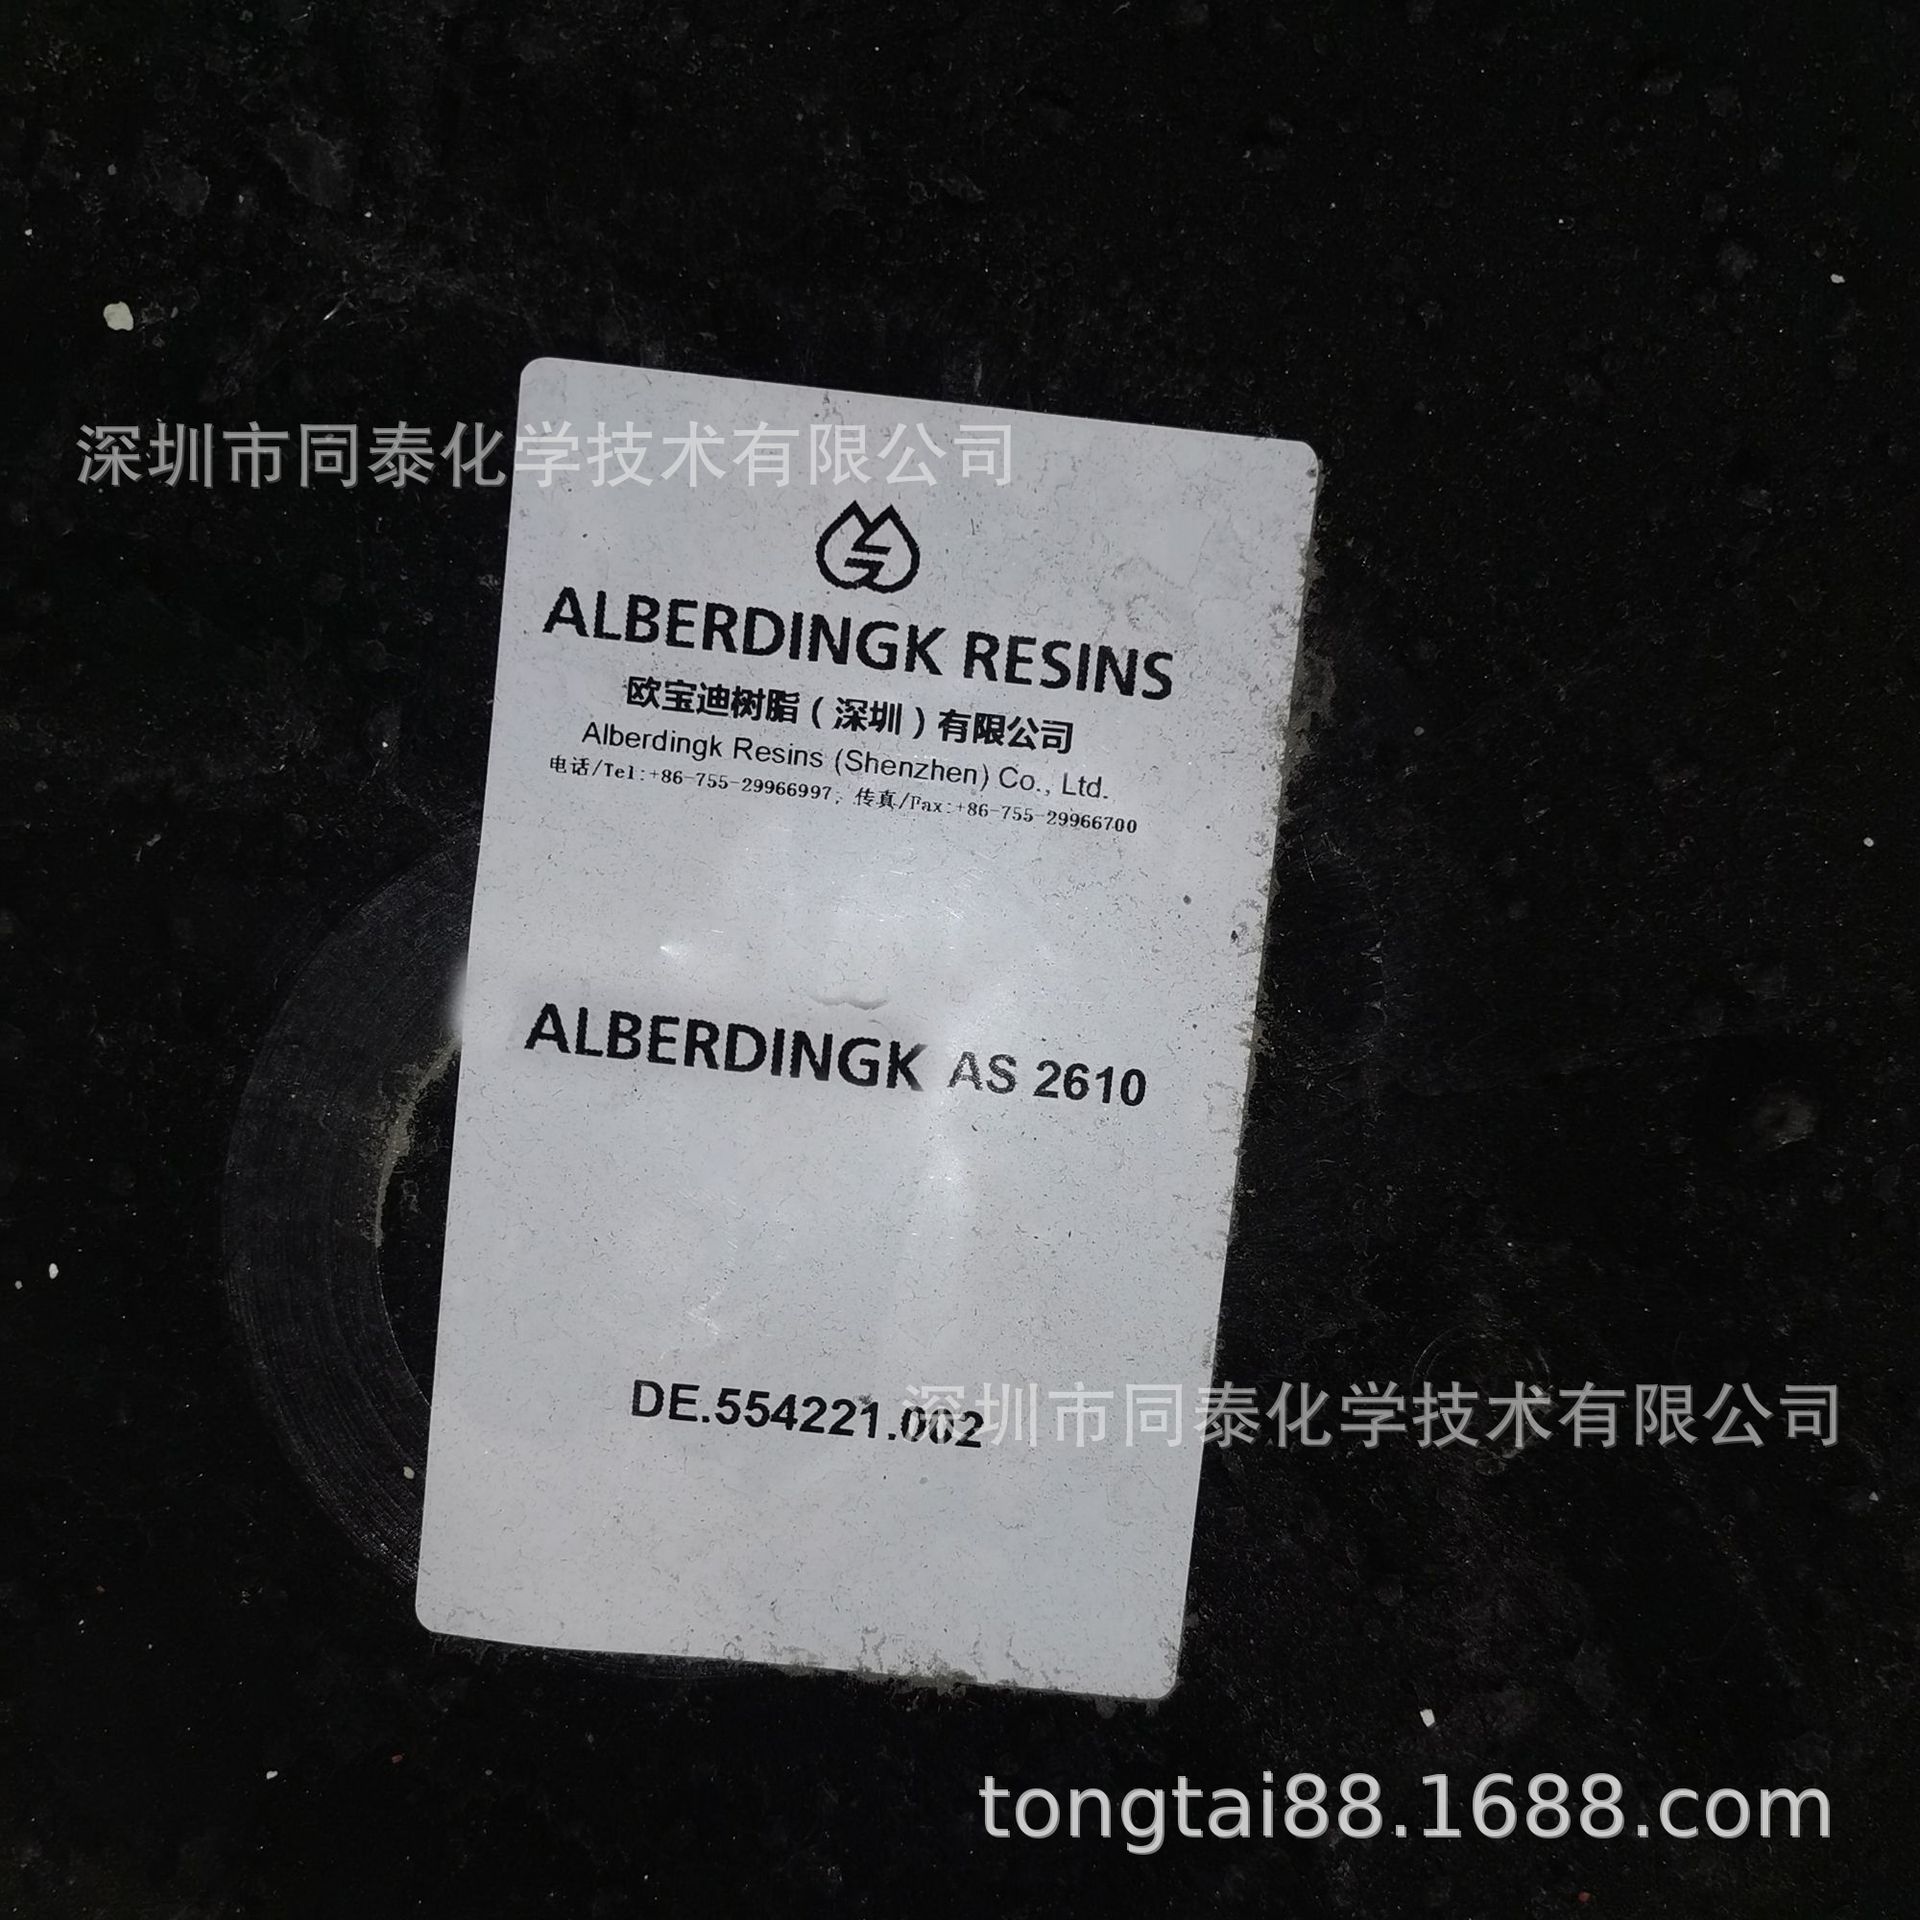 深圳市同泰化学技术有限公司
ALBERDINGK RESINS
欧宝迪树脂（深圳）有限公司
Alberdingk Resins (Shenzhen) Co., Ltd.
电话/Tel:+86-755-29966997, 传真/Fax:+86-755-29966700
ALBERDINGK AS 2610
DE.554221.002
深圳市同泰化学技术有限公司
tongtai88.1688.com